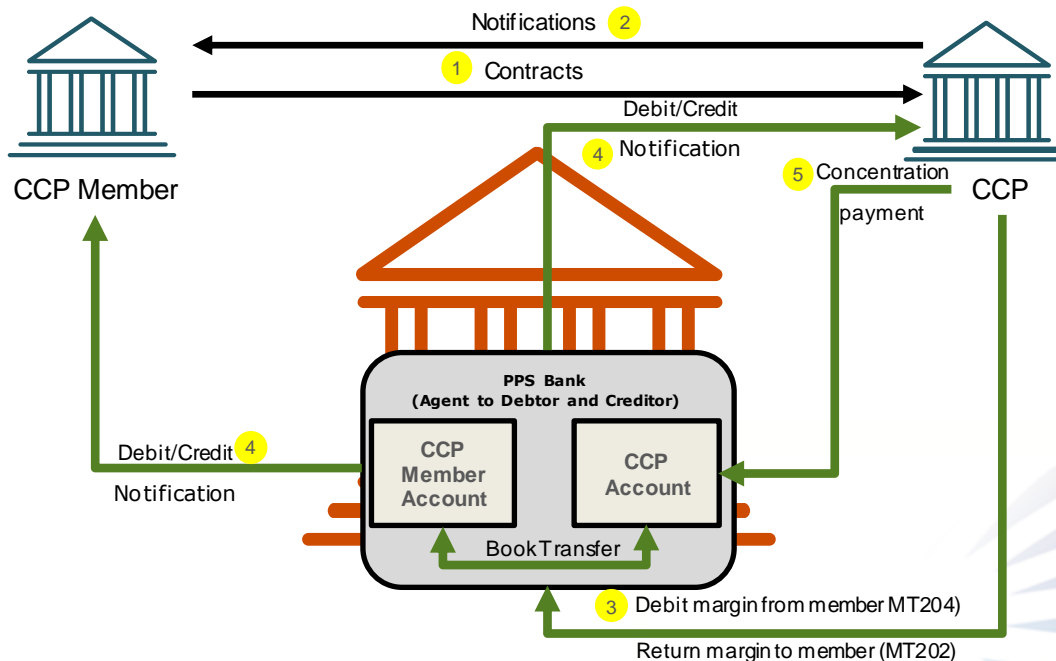 Notifications 2
1 Contracts
Debit/Credit
4 Notification
CCP Member
5 Concentration
payment
CCP
PPS Bank
(Agent to Debtor and Creditor)
CCP
Member
Account
CCP
Account
Debit/Credit 4
Notification
Book Transfer
3 Debit margin from member MT204)
Return margin to member (MT202)